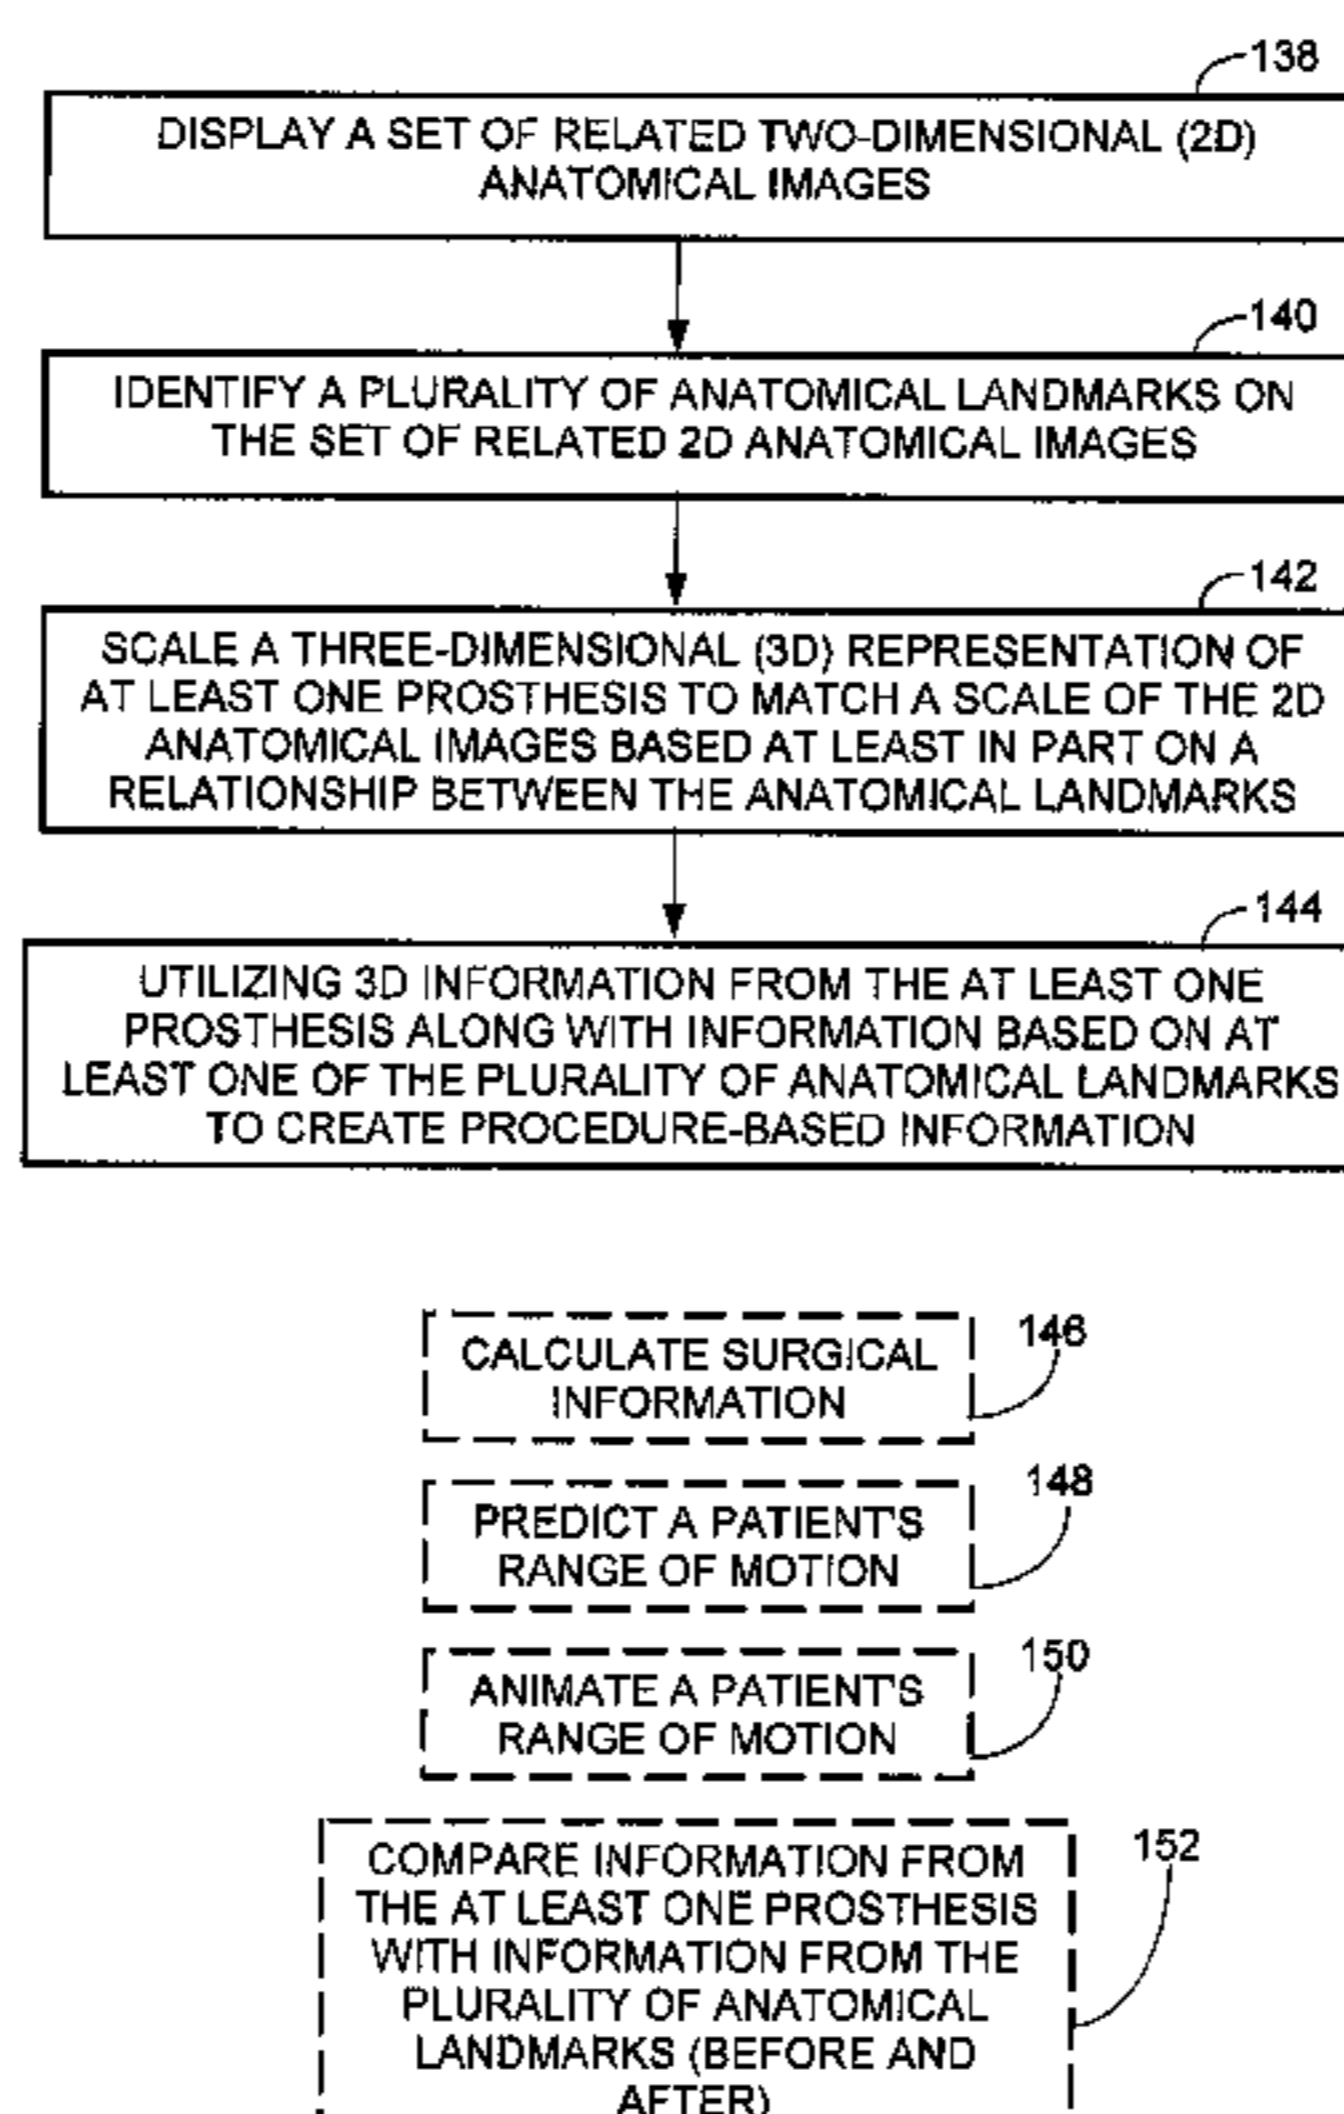 138
DISPLAY A SET OF RELATED TWO-DIMENSIONAL (2D)
ANATOMICAL IMAGES
140
IDENTIFY A PLURALITY OF ANATOMICAL LANDMARKS ON
THE SET OF RELATED 2D ANATOMICAL IMAGES
142
SCALE A THREE-DIMENSIONAL (3D) REPRESENTATION OF
AT LEAST ONE PROSTHESIS TO MATCH A SCALE OF THE 2D
ANATOMICAL IMAGES BASED AT LEAST IN PART ON A
RELATIONSHIP BETWEEN THE ANATOMICAL LANDMARKS
144
UTILIZING 3D INFORMATION FROM THE AT LEAST ONE
PROSTHESIS ALONG WITH INFORMATION BASED ON AT
LEAST ONE OF THE PLURALITY OF ANATOMICAL LANDMARKS
TO CREATE PROCEDURE-BASED INFORMATION
146
CALCULATE SURGICAL
INFORMATION
148
PREDICT A PATIENT'S
RANGE OF MOTION
150
ANIMATE A PATIENT'S
RANGE OF MOTION
152
COMPARE INFORMATION FROM
THE AT LEAST ONE PROSTHESIS
WITH INFORMATION FROM THE
PLURALITY OF ANATOMICAL
LANDMARKS (BEFORE AND
AFTER)